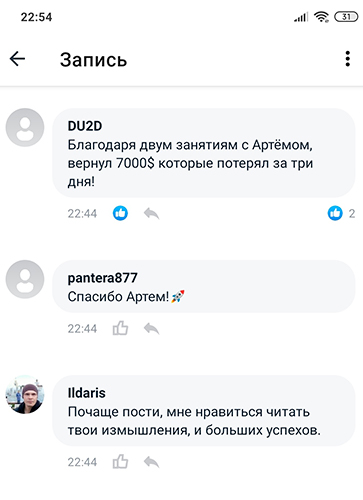 22:54
31
Запись
DU2D
Благодаря двум занятиям с Артёмом,
вернул 7000$ которые потерял за три
дня!
22:44
2
pantera877
Спасибо Артем!🚀
22:44
Ildaris
Почаще пости, мне нравиться читать
твои измышления, и больших успехов.
22:44